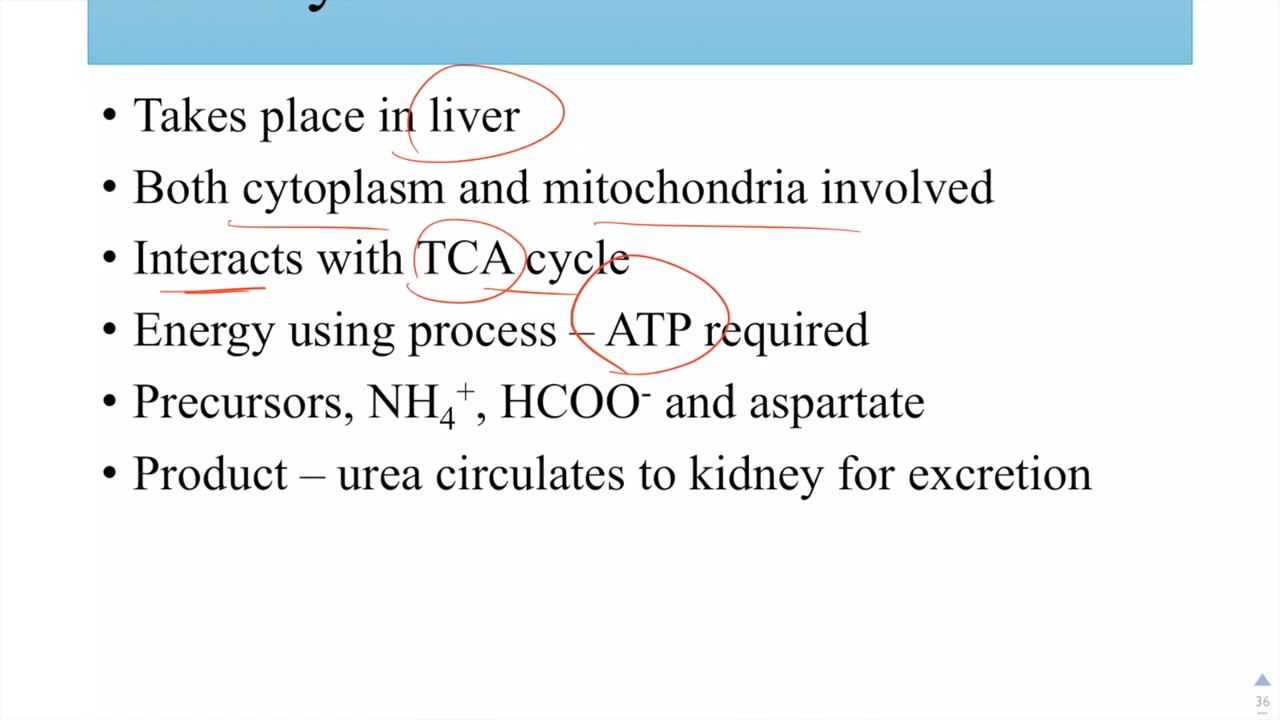 • Takes place in liver
• Both cytoplasm and mitochondria involved
• Interacts with TCA cycle
• Energy using process – ATP required
• Precursors, NH₄⁺, HCOO⁻ and aspartate
• Product – urea circulates to kidney for excretion
36